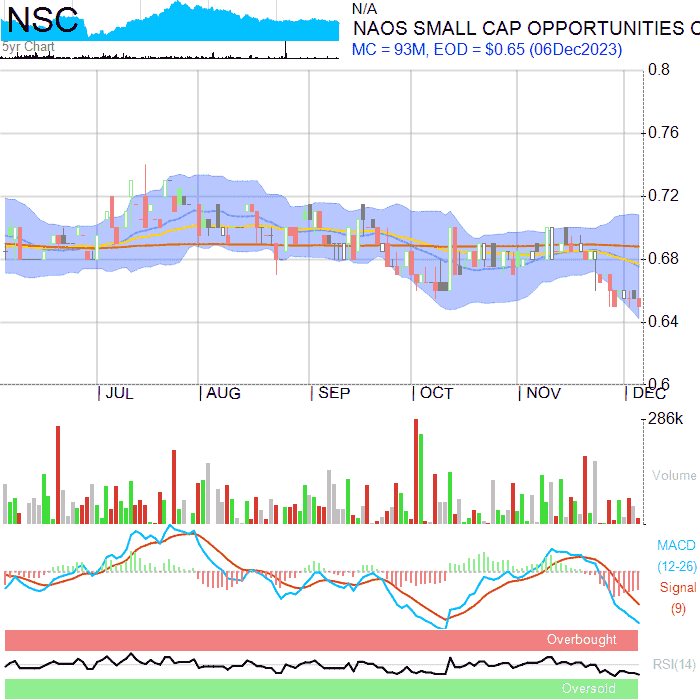 NSC
N/A
NAOS SMALL CAP OPPORTUNITIES C
5yr Chart
MC = 93M, EOD = $0.65 (06Dec2023)
0.8
0.76
0.72
0.68
0.64
0.6
JUL AUG SEP OCT NOV DEC
286k
Volume
MACD
(12-26)
Signal
(9)
Overbought
RSI(14)
Oversold